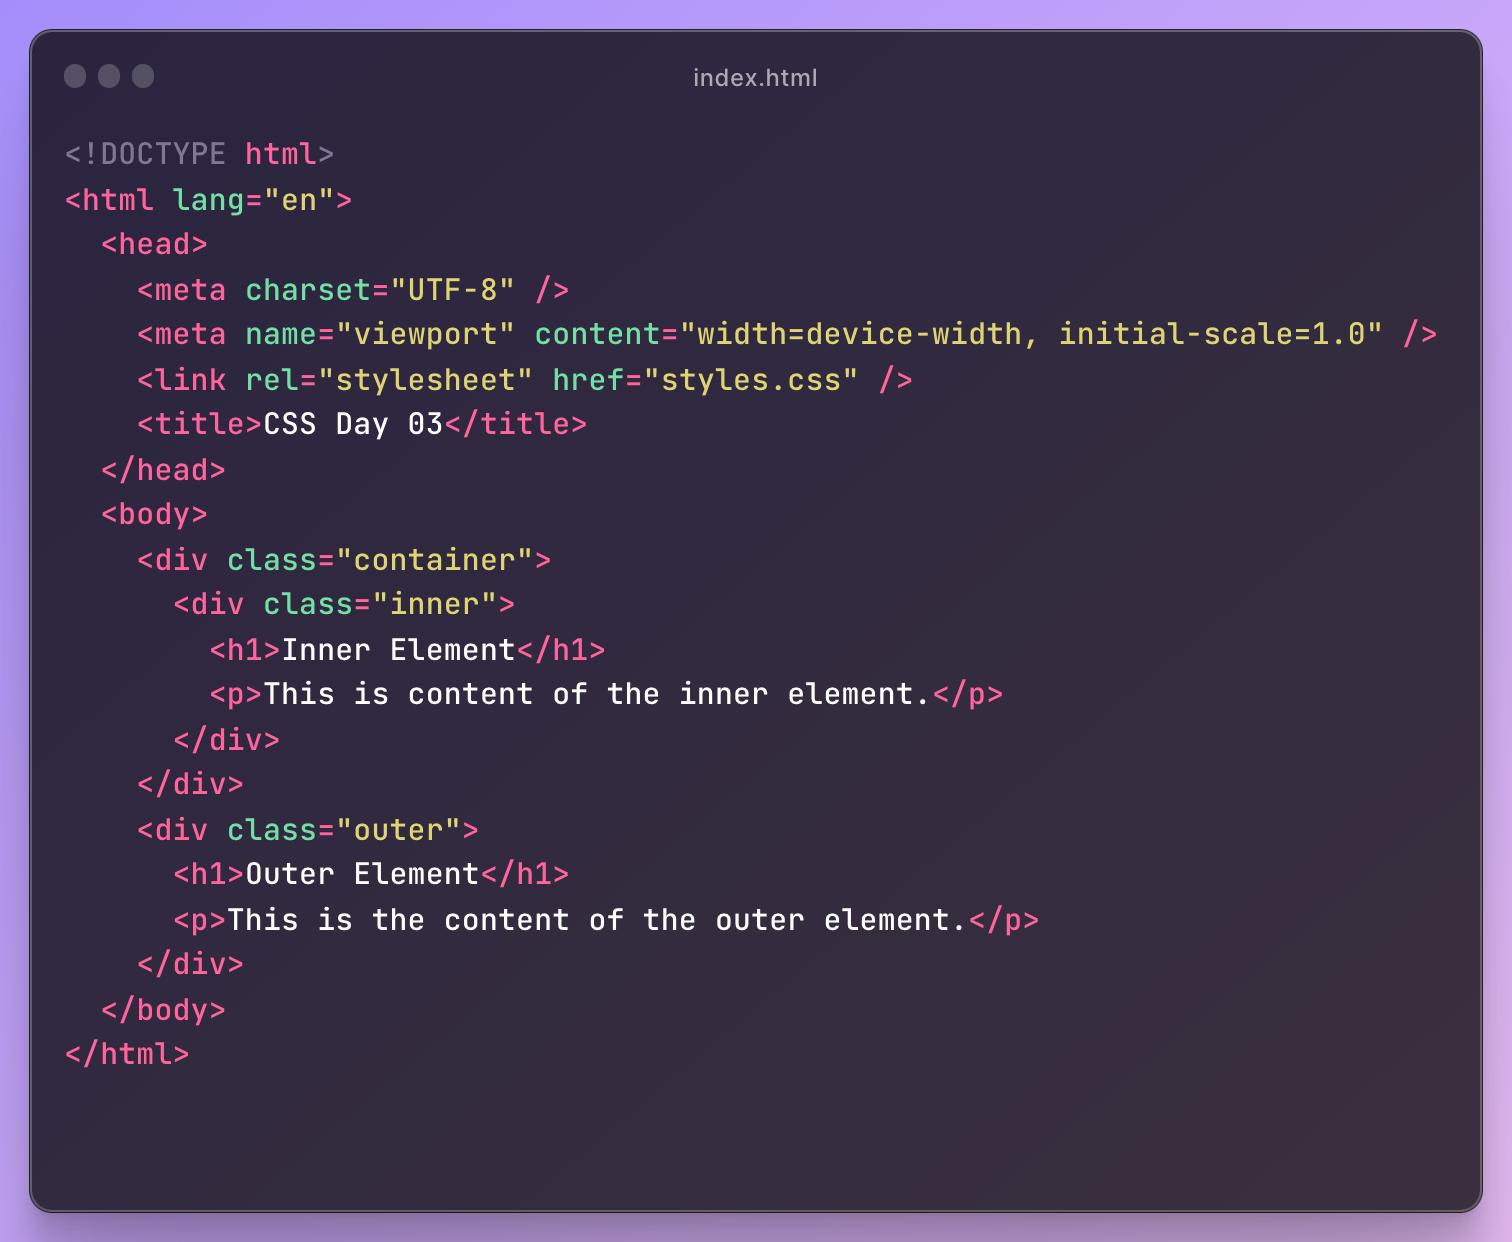 index.html
<!DOCTYPE html>
<html lang="en">
  <head>
    <meta charset="UTF-8" />
    <meta name="viewport" content="width=device-width, initial-scale=1.0" />
    <link rel="stylesheet" href="styles.css" />
    <title>CSS Day 03</title>
  </head>
  <body>
    <div class="container">
      <div class="inner">
        <h1>Inner Element</h1>
        <p>This is content of the inner element.</p>
      </div>
    </div>
    <div class="outer">
      <h1>Outer Element</h1>
      <p>This is the content of the outer element.</p>
    </div>
  </body>
</html>